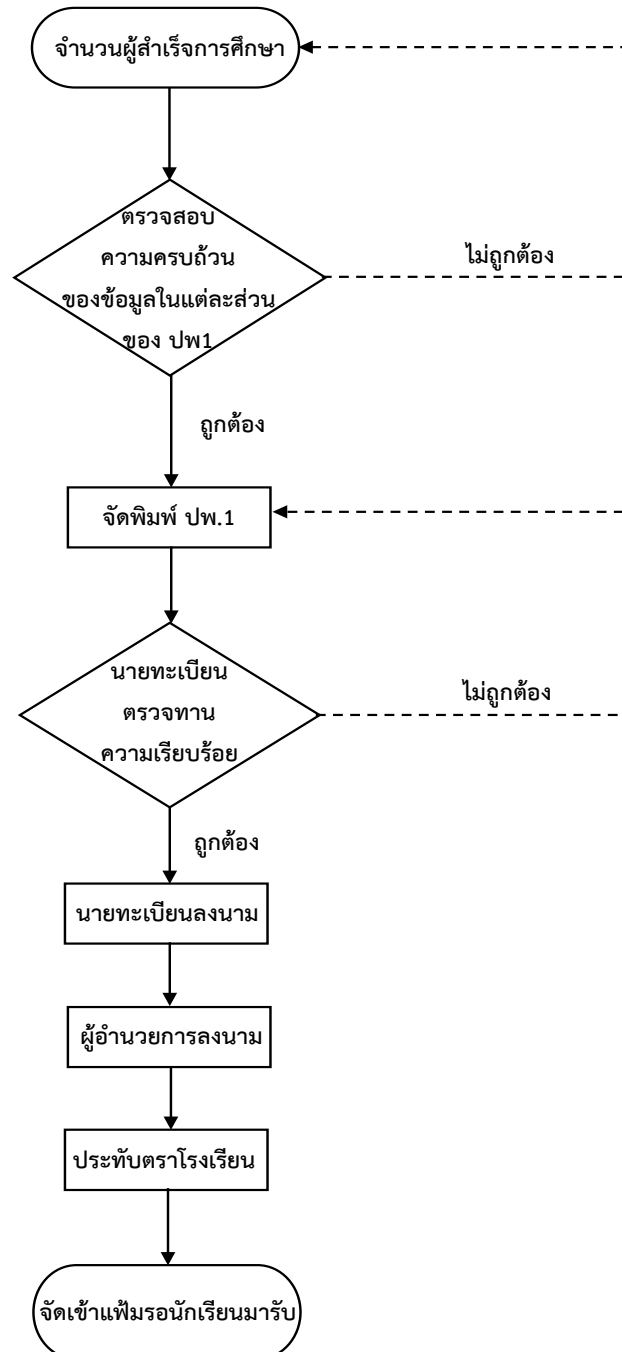 จำนวนผู้สำเร็จการศึกษา
ตรวจสอบ
ความครบถ้วน
ของข้อมูลในแต่ละส่วน
ของ ปพ1
ไม่ถูกต้อง
ถูกต้อง
จัดพิมพ์ ปพ.1
นายทะเบียน
ตรวจทาน
ความเรียบร้อย
ไม่ถูกต้อง
ถูกต้อง
นายทะเบียนลงนาม
ผู้อำนวยการลงนาม
ประทับตราโรงเรียน
จัดเข้าแฟ้มรอนักเรียนมารับ